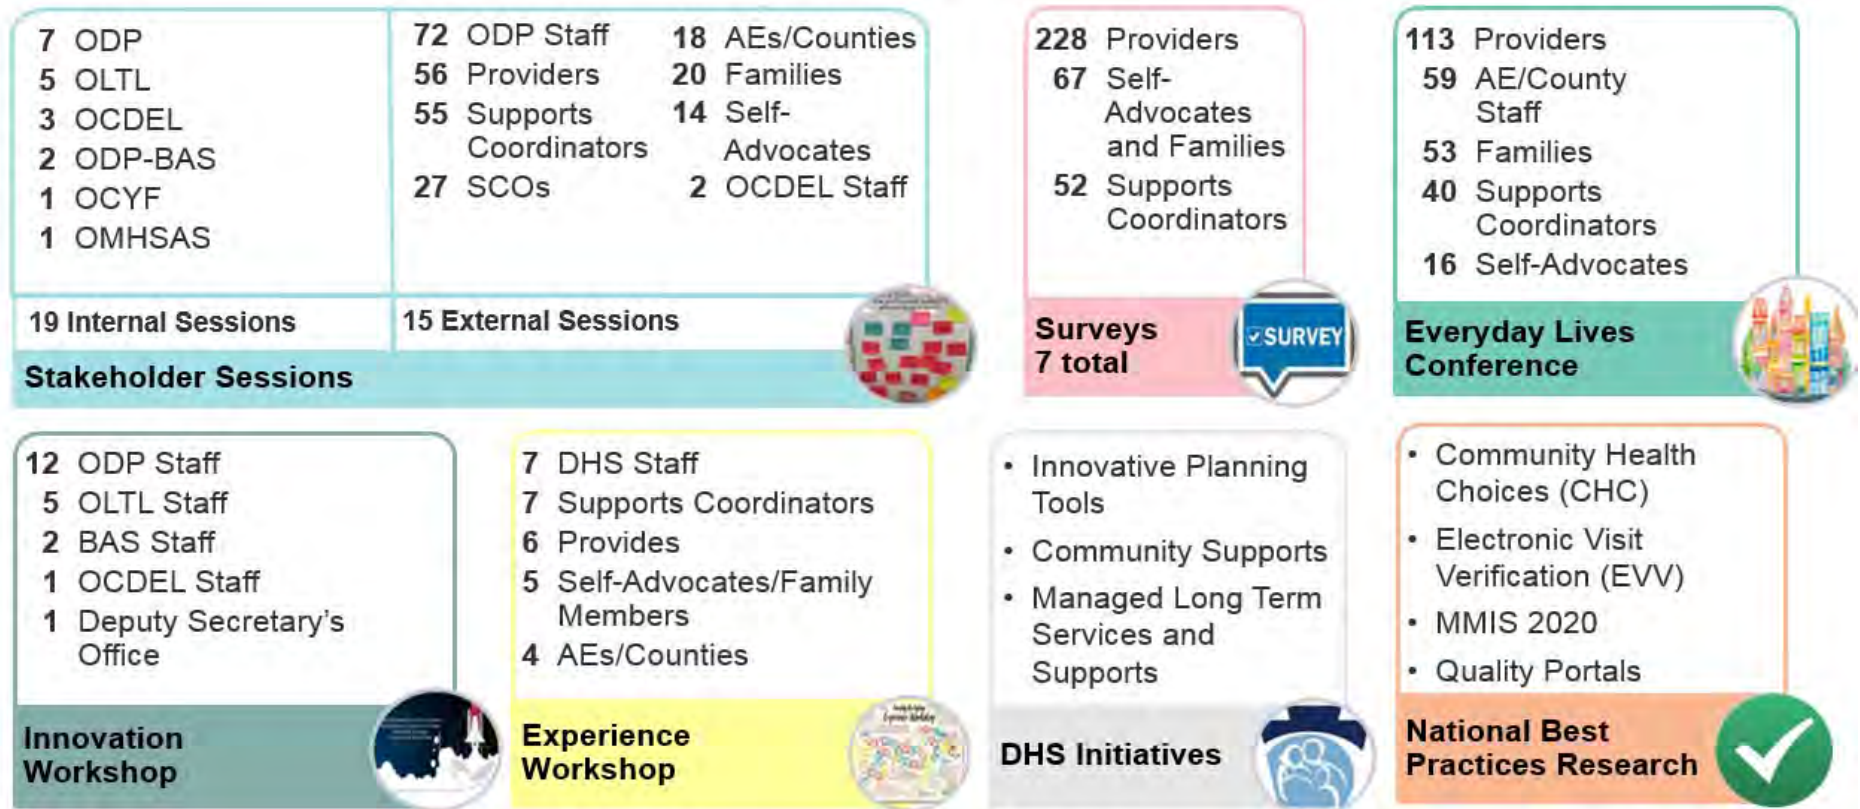 7 ODP
5 OLTL
3 OCDEL
2 ODP-BAS
1 OCYF
1 OMHSAS
19 Internal Sessions
72 ODP Staff
56 Providers
55 Supports
Coordinators
27 SCOs
18 AEs/Counties
20 Families
14 Self-
Advocates
2 OCDEL Staff
15 External Sessions
Stakeholder Sessions
228 Providers
67 Self-
Advocates
and Families
52 Supports
Coordinators
Surveys
7 total
SURVEY
113 Providers
59 AE/County
Staff
53 Families
40 Supports
Coordinators
16 Self-Advocates
Everyday Lives
Conference
12 ODP Staff
5 OLTL Staff
2 BAS Staff
1 OCDEL Staff
1 Deputy Secretary's
Office
Innovation
Workshop
7 DHS Staff
7 Supports Coordinators
6 Provides
5 Self-Advocates/Family
Members
4 AEs/Counties
Experience
Workshop
• Innovative Planning
Tools
• Community Supports
• Managed Long Term
Services and
Supports
DHS Initiatives
• Community Health
Choices (CHC)
• Electronic Visit
Verification (EVV)
• MMIS 2020
• Quality Portals
National Best
Practices Research